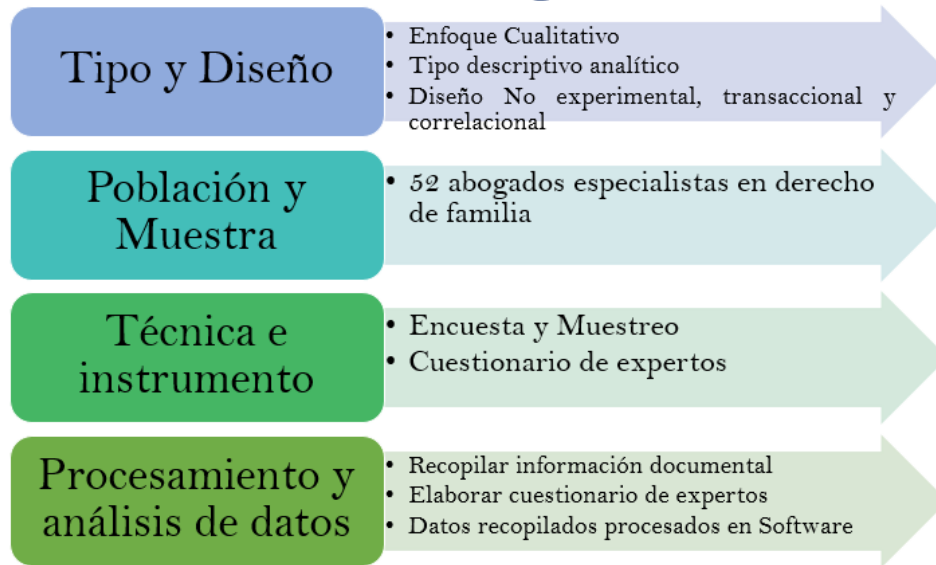 Tipo y Diseño
• Enfoque Cualitativo
• Tipo descriptivo analítico
• Diseño No experimental, transaccional y
correlacional
Población y
Muestra
• 52 abogados especialistas en derecho
de familia
Técnica e
instrumento
• Encuesta y Muestreo
• Cuestionario de expertos
Procesamiento y
análisis de datos
• Recopilar información documental
• Elaborar cuestionario de expertos
• Datos recopilados procesados en Software